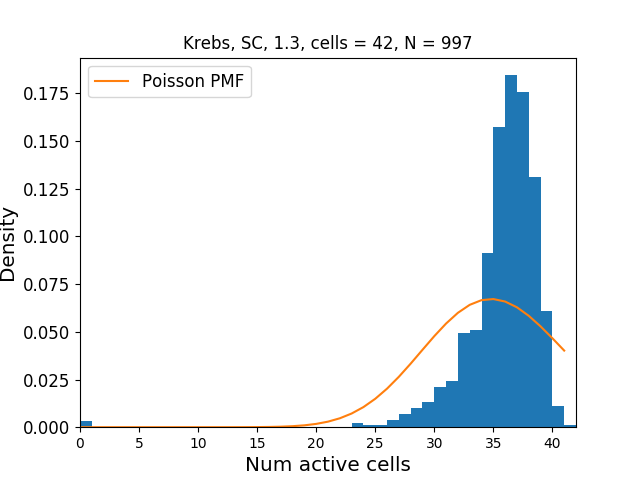 Krebs, SC, 1.3, cells = 42, N = 997
Poisson PMF
Density
0.175
0.150
0.125
0.100
0.075
0.050
0.025
0.000
0 5 10 15 20 25 30 35 40
Num active cells